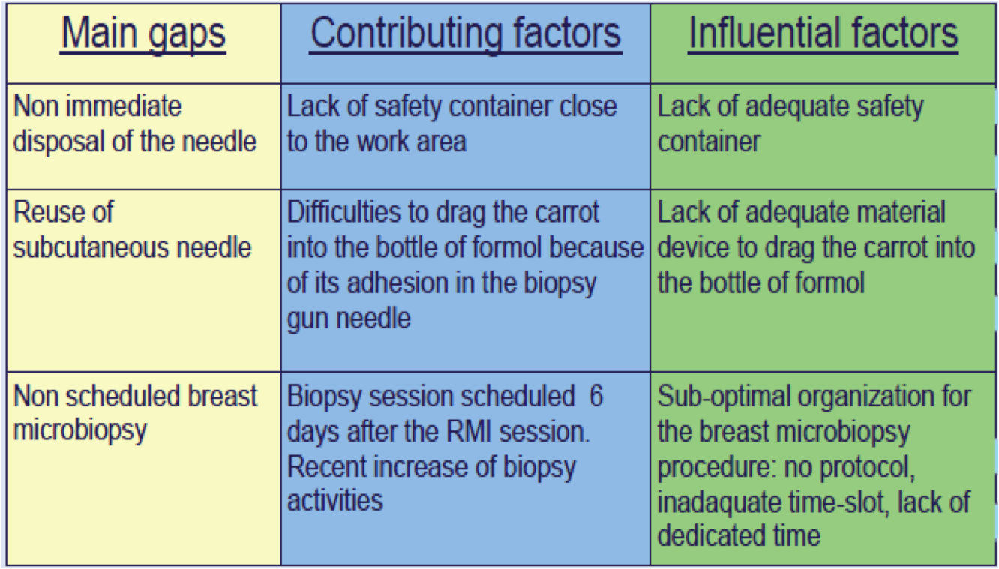 Main gaps
Contributing factors
Influential factors
Non immediate
disposal of the needle
Lack of safety container close
to the work area
Lack of adequate safety
container
Reuse of
subcutaneous needle
Difficulties to drag the carrot
into the bottle of formol because
of its adhesion in the biopsy
gun needle
Lack of adequate material
device to drag the carrot into
the bottle of formol
Non scheduled breast
microbiopsy
Biopsy session scheduled 6
days after the RMI session.
Recent increase of biopsy
activities
Sub-optimal organization for
the breast microbiopsy
procedure: no protocol,
inadaquate time-slot, lack of
dedicated time